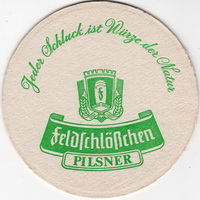 Jeder Schluck ist Würze der Natur
F
Feldschlößchen
PILSNER